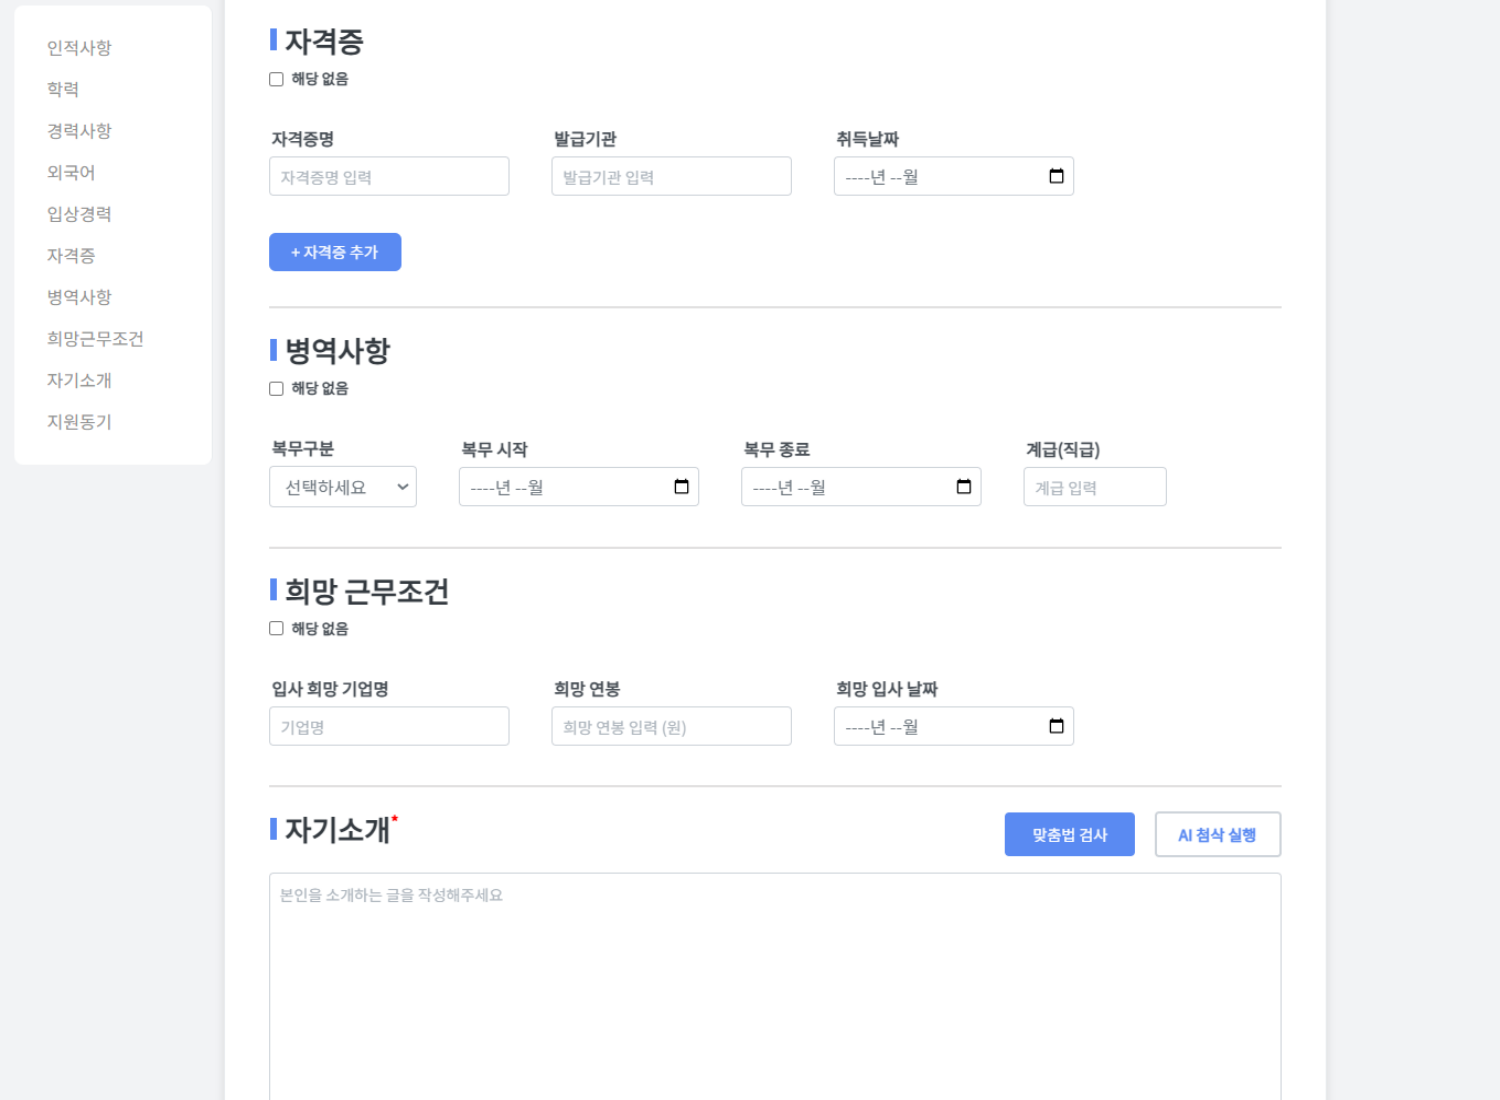 인적사항
학력
경력사항
외국어
입상경력
자격증
병역사항
희망근무조건
자기소개
지원동기
자격증
해당 없음
자격증명 발급기관 취득날짜
자격증명 입력 발급기관 입력 ----년 --월
+ 자격증 추가
병역사항
해당 없음
복무구분 복무 시작 복무 종료 계급(직급)
선택하세요 ----년 --월 ----년 --월 계급 입력
희망 근무조건
해당 없음
입사 희망 기업명 희망 연봉 희망 입사 날짜
기업명 희망 연봉 입력 (원) ----년 --월
자기소개* 맞춤법 검사 AI 첨삭 실행
본인을 소개하는 글을 작성해주세요